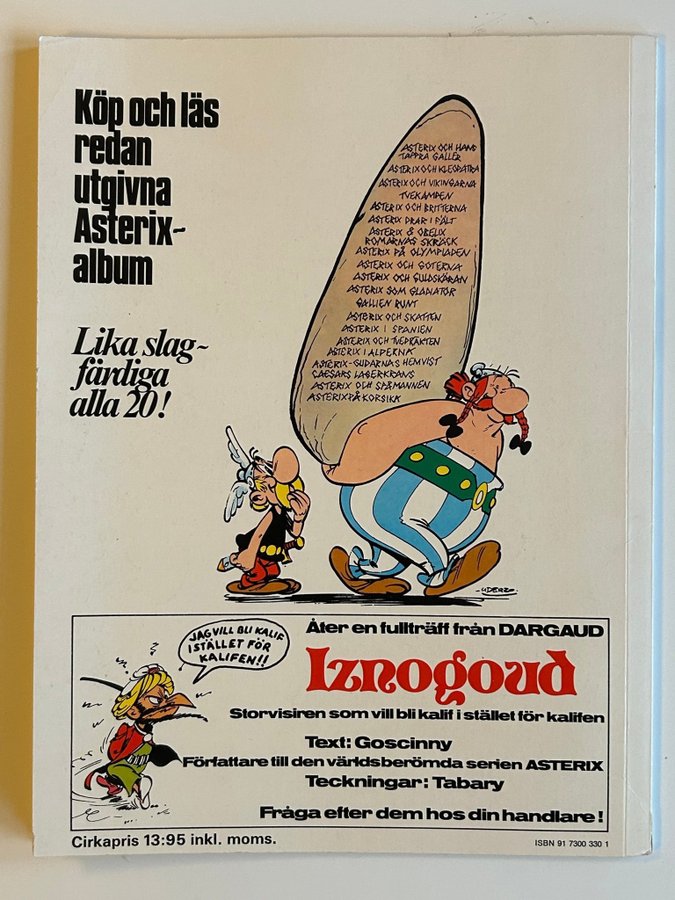 Köp och läs
redan
utgivna
Asterix-
album
Lika slag-
färdiga
alla 20!
ASTERIX OCH HANS
TAPPRA GALLER
ASTERIX OCH KLEOPATRA
ASTERIX OCH VIKINGARNA
TVEKAMPEN
ASTERIX OCH BRITTERNA
ASTERIX DRAR I FÄLT
ASTERIX & OBELIX
ROMARNAS SKRÄCK
ASTERIX PÅ OLYMPIADEN
ASTERIX OCH GOTERNA
ASTERIX OCH GULDSKÄRAN
ASTERIX SOM GLADIATOR
GALLIEN RUNT
ASTERIX OCH SKATTEN
ASTERIX I SPANIEN
ASTERIX OCH TVEDRÄKTEN
ASTERIX I ALPERNA
ASTERIX-GUDARNAS HEMVIST
CAESARS LAGERKRANS
ASTERIX OCH SPÅMANNEN
ASTERIX PÅ KORSIKA
-UDERZO-
JAG VILL BLI KALIF
I STÄLLET FÖR
KALIFEN!!
Åter en fullträff från DARGAUD
Iznogoud
Storvisiren som vill bli kalif i stället för kalifen
Text: Goscinny
Författare till den världsberömda serien ASTERIX
Teckningar: Tabary
Fråga efter dem hos din handlare!
Cirkapris 13:95 inkl. moms.
ISBN 91 7300 330 1